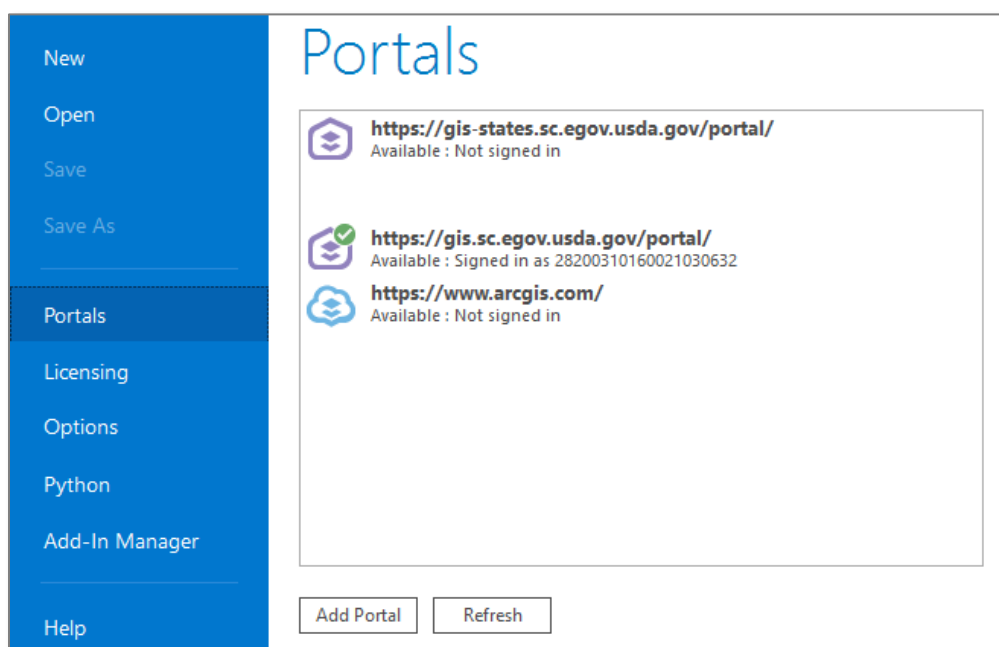 New
Open
Save
Save As
Portals
Licensing
Options
Python
Add-In Manager
Help
Portals
https://gis-states.sc.egov.usda.gov/portal/
Available : Not signed in
https://gis.sc.egov.usda.gov/portal/
Available : Signed in as 28200310160021030632
https://www.arcgis.com/
Available : Not signed in
Add Portal
Refresh